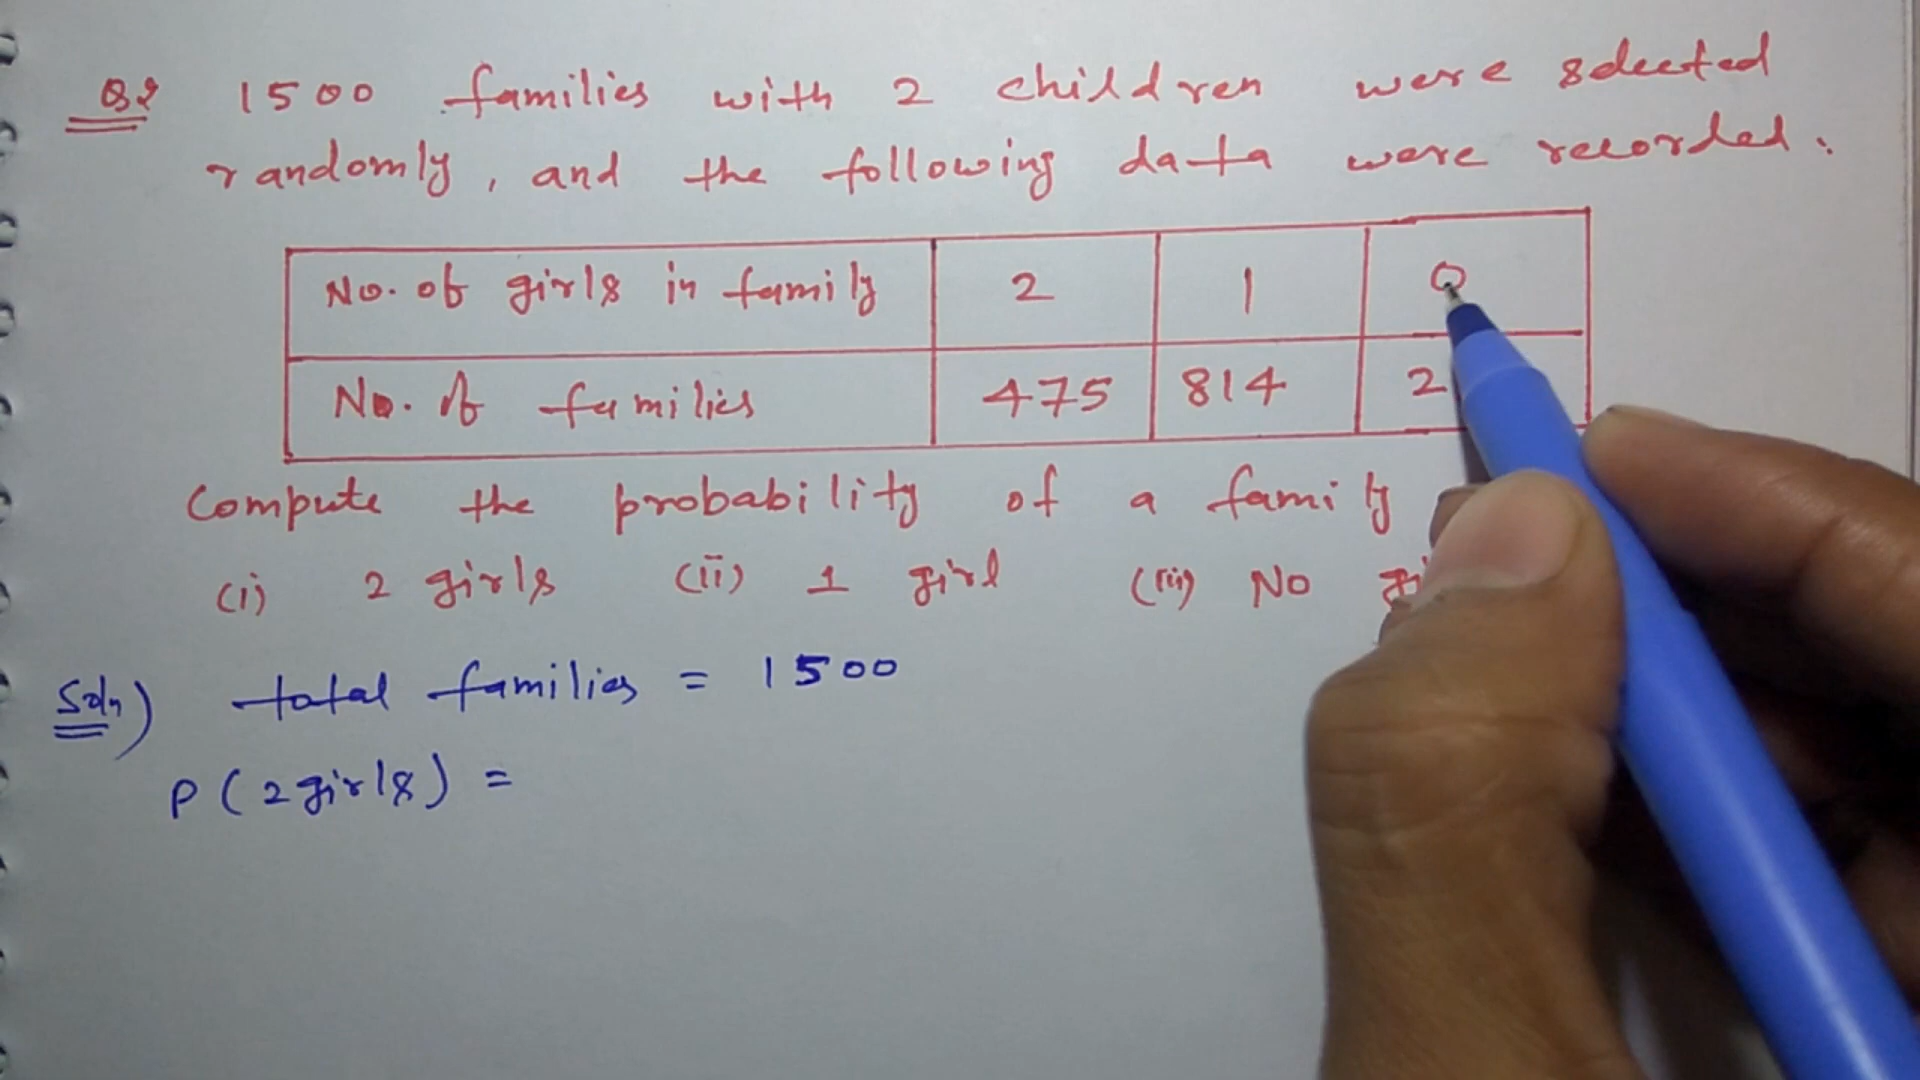 Q2 1500 families with 2 children were selected
randomly, and the following data were recorded.
No. of girls in family 2 1 0
No. of families 475 814 2
Compute the probability of a family
(i) 2 girls (ii) 1 girl (iii) No gi
Soln) total families = 1500
P(2girls) =